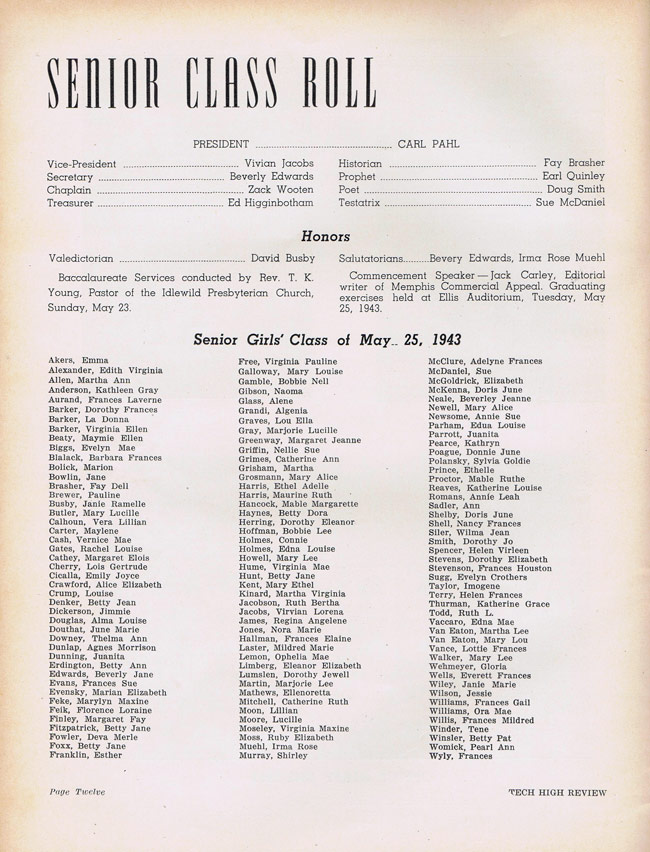 SENIOR CLASS ROLL
PRESIDENT ........................ CARL PAHL
Vice-President ........................ Vivian Jacobs
Secretary ........................ Beverly Edwards
Chaplain ........................ Zack Wooten
Treasurer ........................ Ed Higginbotham
Historian ........................ Fay Brasher
Prophet ........................ Earl Quinley
Poet ........................ Doug Smith
Testatrix ........................ Sue McDaniel
Honors
Valedictorian ........................ David Busby
Baccalaureate Services conducted by Rev. T. K.
Young, Pastor of the Idlewild Presbyterian Church,
Sunday, May 23.
Salutatorians........Bevery Edwards, Irma Rose Muehl
Commencement Speaker — Jack Carley, Editorial
writer of Memphis Commercial Appeal. Graduating
exercises held at Ellis Auditorium, Tuesday, May
25, 1943.
Senior Girls' Class of May.. 25, 1943
Akers, Emma
Alexander, Edith Virginia
Allen, Martha Ann
Anderson, Kathleen Gray
Aurand, Frances Laverne
Barker, Dorothy Frances
Barker, La Donna
Barker, Virginia Ellen
Beaty, Maymie Ellen
Biggs, Evelyn Mae
Blalack, Barbara Frances
Bolick, Marion
Bowlin, Jane
Brasher, Fay Dell
Brewer, Pauline
Busby, Janie Ramelle
Butler, Mary Lucille
Calhoun, Vera Lillian
Carter, Maylene
Cash, Vernice Mae
Gates, Rachel Louise
Cathey, Margaret Elois
Cherry, Lois Gertrude
Cicalla, Emily Joyce
Crawford, Alice Elizabeth
Crump, Louise
Denker, Betty Jean
Dickerson, Jimmie
Douglas, Alma Louise
Douthat, June Marie
Downey, Thelma Ann
Dunlap, Agnes Morrison
Dunning, Juanita
Erdington, Betty Ann
Edwards, Beverly Jane
Evans, Frances Sue
Evensky, Marian Elizabeth
Feke, Marylyn Maxine
Felk, Florence Loraine
Finley, Margaret Fay
Fitzpatrick, Betty Jane
Fowler, Deva Merle
Foxx, Betty Jane
Franklin, Esther
Free, Virginia Pauline
Galloway, Mary Louise
Gamble, Bobbie Nell
Gibson, Naoma
Glass, Alene
Grandi, Algenia
Graves, Lou Ella
Gray, Marjorie Lucille
Greenway, Margaret Jeanne
Griffin, Nellie Sue
Grimes, Catherine Ann
Grisham, Martha
Grossmann, Mary Alice
Harris, Ethel Adelle
Harris, Maurine Ruth
Hancock, Mable Margarette
Haynes, Betty Dora
Herring, Dorothy Eleanor
Hoffman, Bobbie Lee
Holmes, Connie
Holmes, Edna Louise
Howell, Mary Lee
Hume, Virginia Mae
Hunt, Betty Jane
Kent, Mary Ethel
Kinard, Martha Virginia
Jacobson, Ruth Bertha
Jacobs, Virvian Lorena
James, Regina Angelene
Jones, Nora Marie
Hallman, Frances Elaine
Laster, Mildred Marie
Lemon, Ophelia Mae
Limberg, Eleanor Elizabeth
Lumslen, Dorothy Jewell
Martin, Marjorie Lee
Mathews, Ellenoretta
Mitchell, Catherine Ruth
Moon, Lillian
Moore, Lucille
Moseley, Virginia Maxine
Moss, Ruby Elizabeth
Muehl, Irma Rose
Murray, Shirley
McClure, Adelyne Frances
McDaniel, Sue
McGoldrick, Elizabeth
McKenna, Doris June
Neale, Beverley Jeanne
Newell, Mary Alice
Newsome, Annie Sue
Parham, Edua Louise
Parrott, Juanita
Pearce, Kathryn
Poague, Donnie June
Polansky, Sylvia Goldie
Prince, Ethelle
Proctor, Mable Ruthe
Reaves, Katherine Louise
Romans, Annie Leah
Sadler, Ann
Shelby, Doris June
Shell, Nancy Frances
Siler, Wilma Jean
Smith, Dorothy Jo
Spencer, Helen Virleen
Stevens, Dorothy Elizabeth
Stevenson, Frances Houston
Sugg, Evelyn Crothers
Taylor, Imogene
Terry, Helen Frances
Thurman, Katherine Grace
Todd, Ruth L.
Vaccaro, Edna Mae
Van Eaton, Martha Lee
Van Eaton, Mary Lou
Vance, Lottie Frances
Walker, Mary Lee
Wehmeyer, Gloria
Wells, Everett Frances
Wiley, Janie Marie
Wilson, Jessie
Williams, Frances Gail
Williams, Ora Mae
Willis, Frances Mildred
Winder, Tene
Winsler, Betty Pat
Womick, Pearl Ann
Wyly, Frances
Page Twelve
TECH HIGH REVIEW